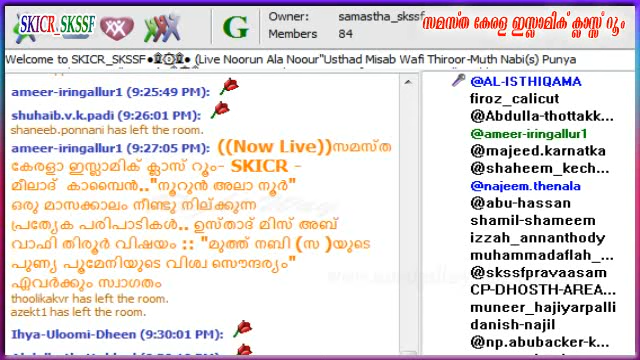 SKICR_SKSSF
G
Owner: samastha_skssf
Members 84
സമസ്ത കേരള ഇസ്ലാമിക് ക്ലാസ്സ് റൂം
Welcome to SKICR_SKSSF (Live Noorun Ala Noour"Usthad Misab Wafi Thiroor-Muth Nabi(s) Punya
ameer-iringallur1 (9:25:49 PM):
shuhaib.v.k.padi (9:26:01 PM):
shaneeb.ponnani has left the room.
ameer-iringallur1 (9:27:05 PM): ((Now Live))സമസ്ത
കേരളാ ഇസ്ലാമിക് ക്ലാസ് റൂം- SKICR -
മീലാദ് കാമ്പൈൻ.."നൂറുൻ അലാ നൂർ"
ഒരു മാസക്കാലം നീണ്ടു നില്ക്കുന്ന
പ്രത്യേക പരിപാടികൾ.. ഉസ്താദ് മിസ് അബ്
വാഫി തിരൂർ വിഷയം :: "മുത്ത് നബി (സ )യുടെ
പുണ്യ പൂമേനിയുടെ വിശ്വ സൌന്ദര്യം"
ഏവർക്കും സ്വാഗതം
thoolikakvr has left the room.
azekt1 has left the room.
Ihya-Uloomi-Dheen (9:30:01 PM):
@AL-ISTHIQAMA
firoz_calicut
@Abdulla-thottakk...
@ameer-iringallur1
@majeed.karnatka
@shaheem_kech...
@najeem.thenala
@abu-hassan
shamil-shameem
izzah_annanthody
muhammadaflah_...
@skssfpravaasam
CP-DHOSTH-AREA...
muneer_hajiyarpalli
danish-najil
@np.abubacker-k...